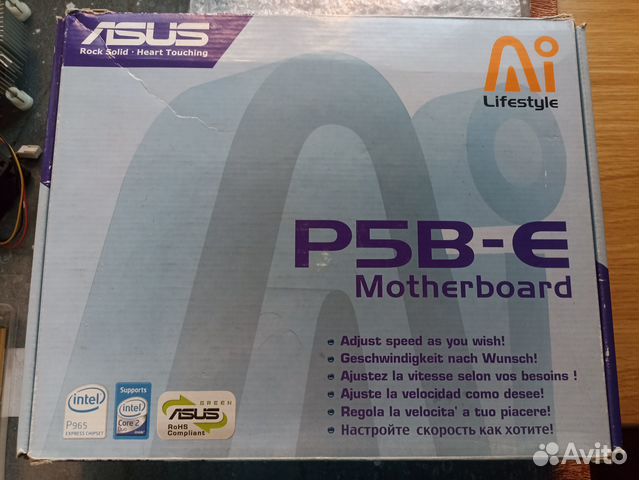 ASUS
Rock Solid · Heart Touching
Ai
Lifestyle
P5B-E
Motherboard
Adjust speed as you wish!
Geschwindigkeit nach Wunsch!
Ajustez la vitesse selon vos besoins !
Ajuste la velocidad como desee!
Regola la velocita' a tuo piacere!
Настройте скорость как хотите!
intel
P965
EXPRESS CHIPSET
Supports
intel
Core 2
Duo
GREEN
ASUS
RoHS
Compliant
Avito